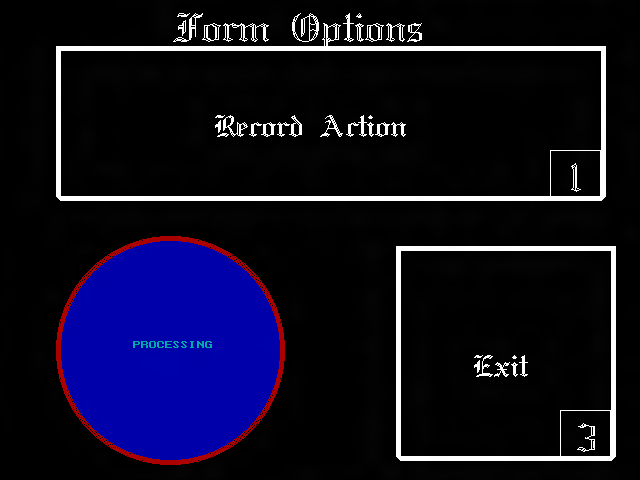 Form Options
Record Action
1
PROCESSING
Exit
3